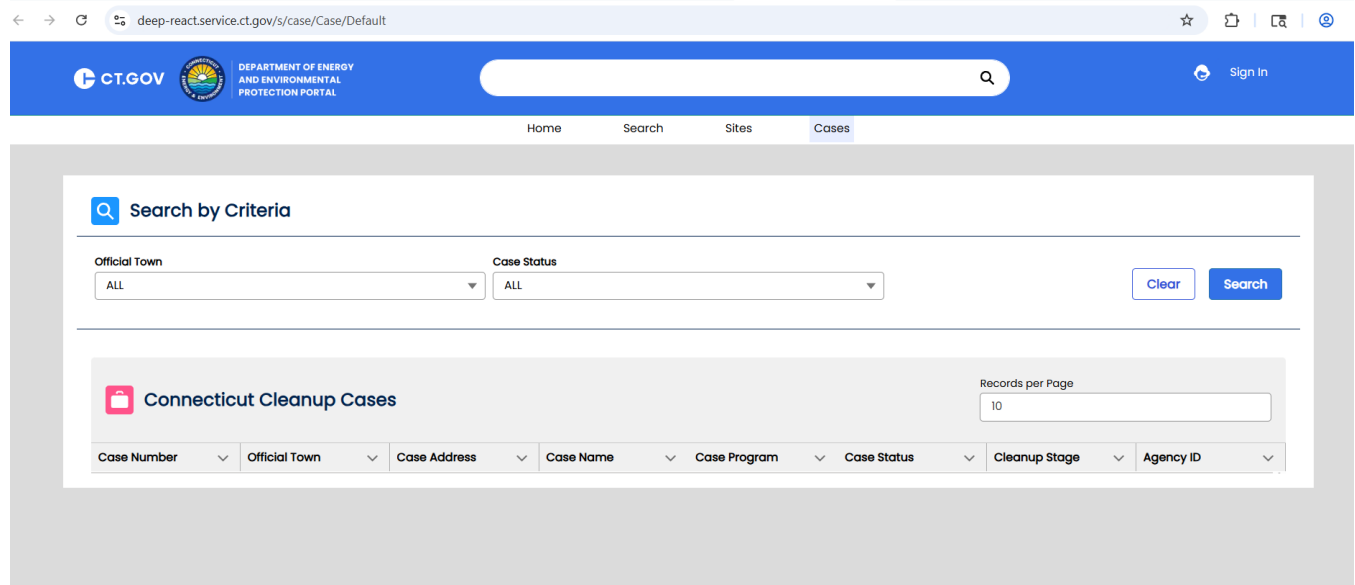 deep-react.service.ct.gov/s/case/Case/Default
CT.GOV
DEPARTMENT OF ENERGY
AND ENVIRONMENTAL
PROTECTION PORTAL
Sign In
Home Search Sites Cases
Search by Criteria
Official Town Case Status
ALL ALL
Clear Search
Connecticut Cleanup Cases
Records per Page
10
Case Number Official Town Case Address Case Name Case Program Case Status Cleanup Stage Agency ID